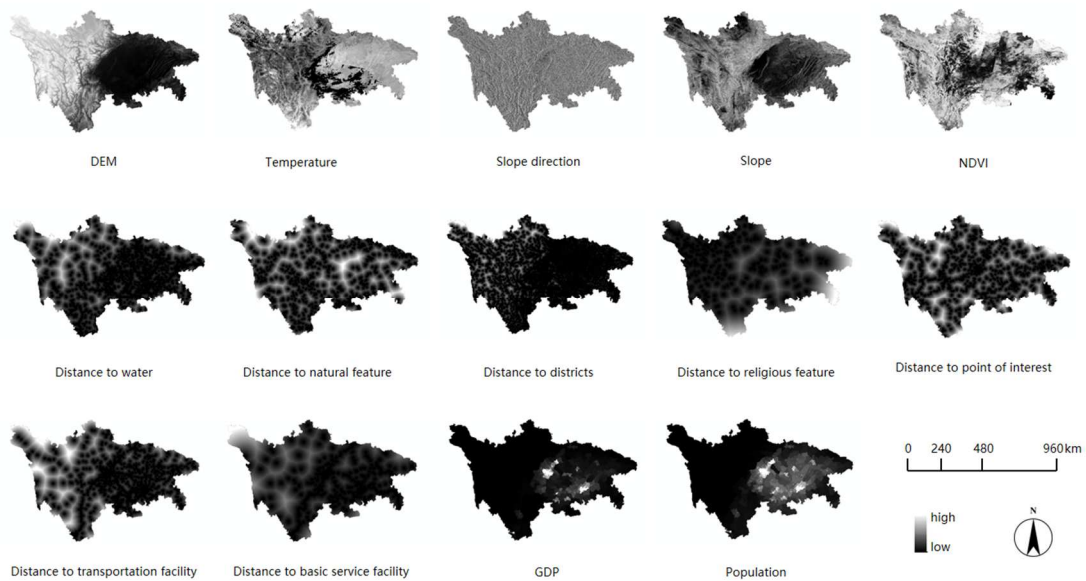 DEM
Temperature
Slope direction
Slope
NDVI
Distance to water
Distance to natural feature
Distance to districts
Distance to religious feature
Distance to point of interest
Distance to transportation facility
Distance to basic service facility
GDP
Population
0 240 480 960 km
high
low
N